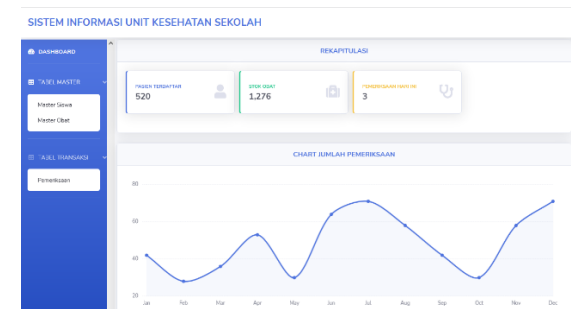 SISTEM INFORMASI UNIT KESEHATAN SEKOLAH
DASHBOARD
TABEL MASTER
Master Siswa
Master Obat
TABEL TRANSAKSI
Pemeriksaan
REKAPITULASI
PASIEN TERDAFTAR
520
STOK OBAT
1,276
PEMERIKSAAN HARI INI
3
CHART JUMLAH PEMERIKSAAN
80
60
40
20
Jan Feb Mar Apr May Jun Jul Aug Sep Oct Nov Dec